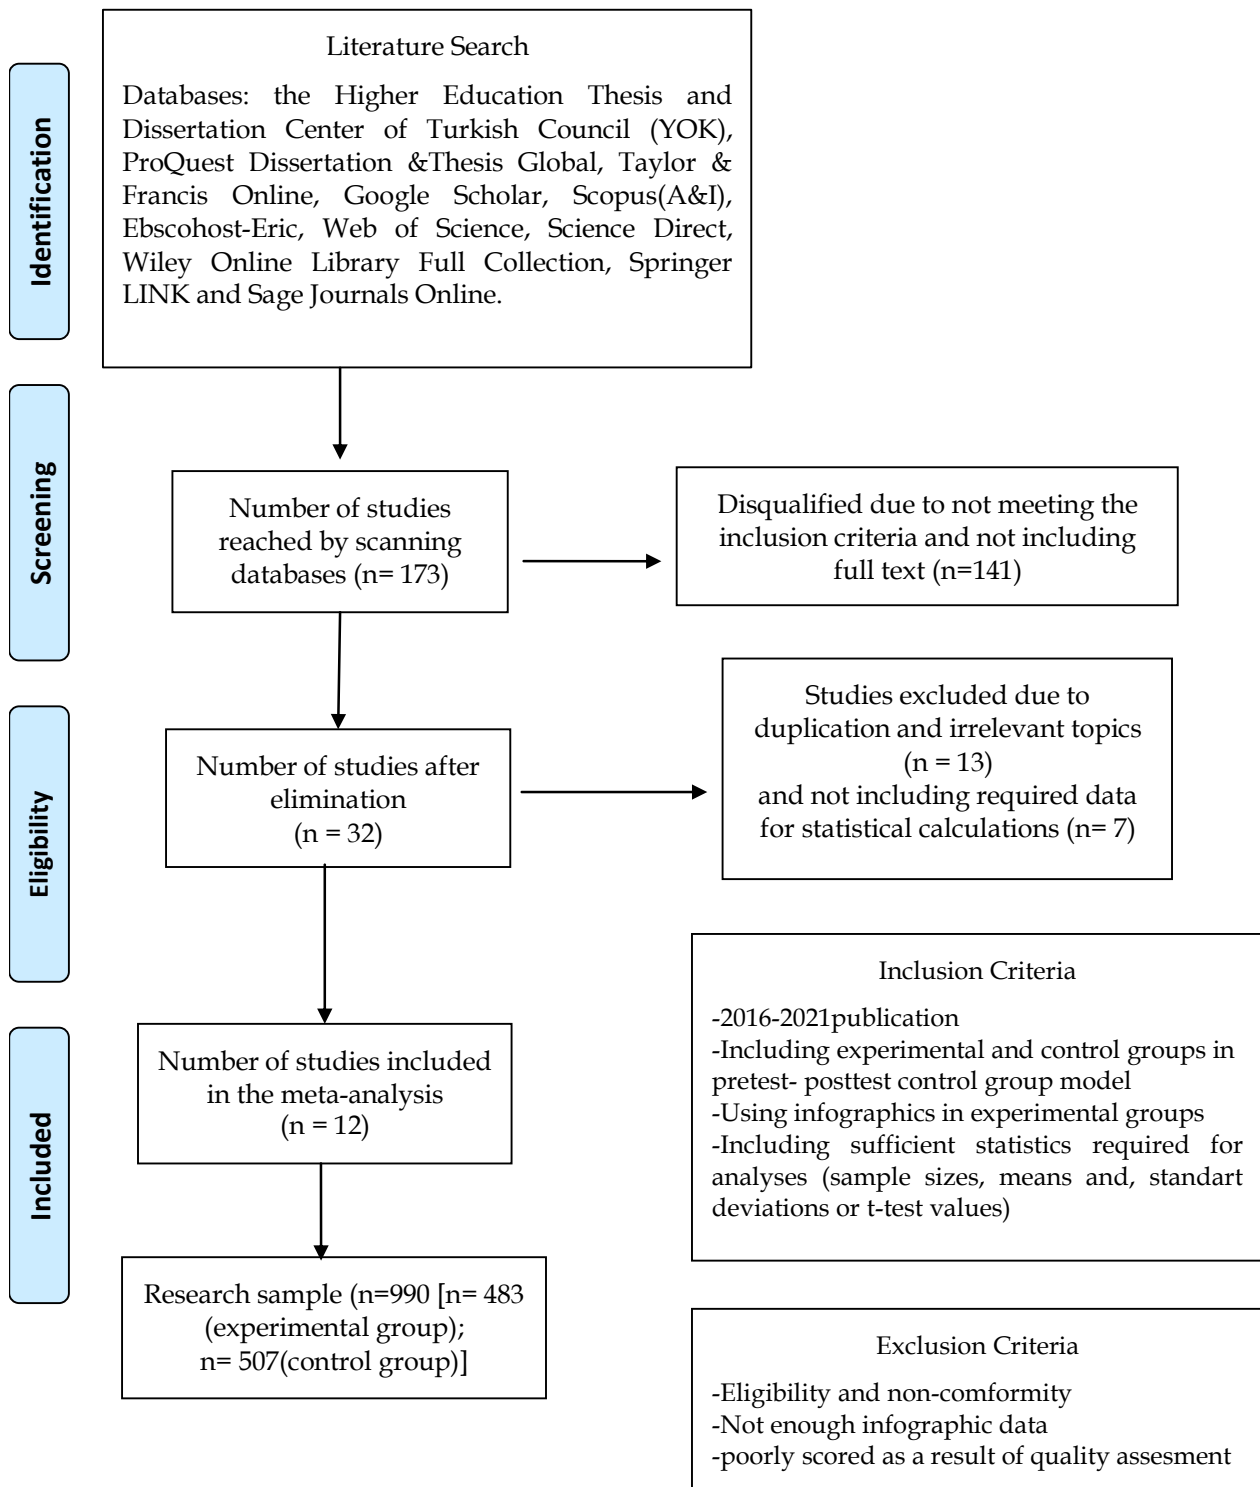 Identification
Literature Search
Databases: the Higher Education Thesis and
Dissertation Center of Turkish Council (YOK),
ProQuest Dissertation &Thesis Global, Taylor &
Francis Online, Google Scholar, Scopus(A&I),
Ebscohost-Eric, Web of Science, Science Direct,
Wiley Online Library Full Collection, Springer
LINK and Sage Journals Online.
Screening
Number of studies
reached by scanning
databases (n= 173)
Disqualified due to not meeting the
inclusion criteria and not including
full text (n=141)
Eligibility
Number of studies after
elimination
(n = 32)
Studies excluded due to
duplication and irrelevant topics
(n = 13)
and not including required data
for statistical calculations (n= 7)
Included
Number of studies included
in the meta-analysis
(n = 12)
Research sample (n=990 [n= 483
(experimental group);
n= 507(control group)]
Inclusion Criteria
-2016-2021publication
-Including experimental and control groups in
pretest- posttest control group model
-Using infographics in experimental groups
-Including sufficient statistics required for
analyses (sample sizes, means and, standart
deviations or t-test values)
Exclusion Criteria
-Eligibility and non-comformity
-Not enough infographic data
-poorly scored as a result of quality assesment